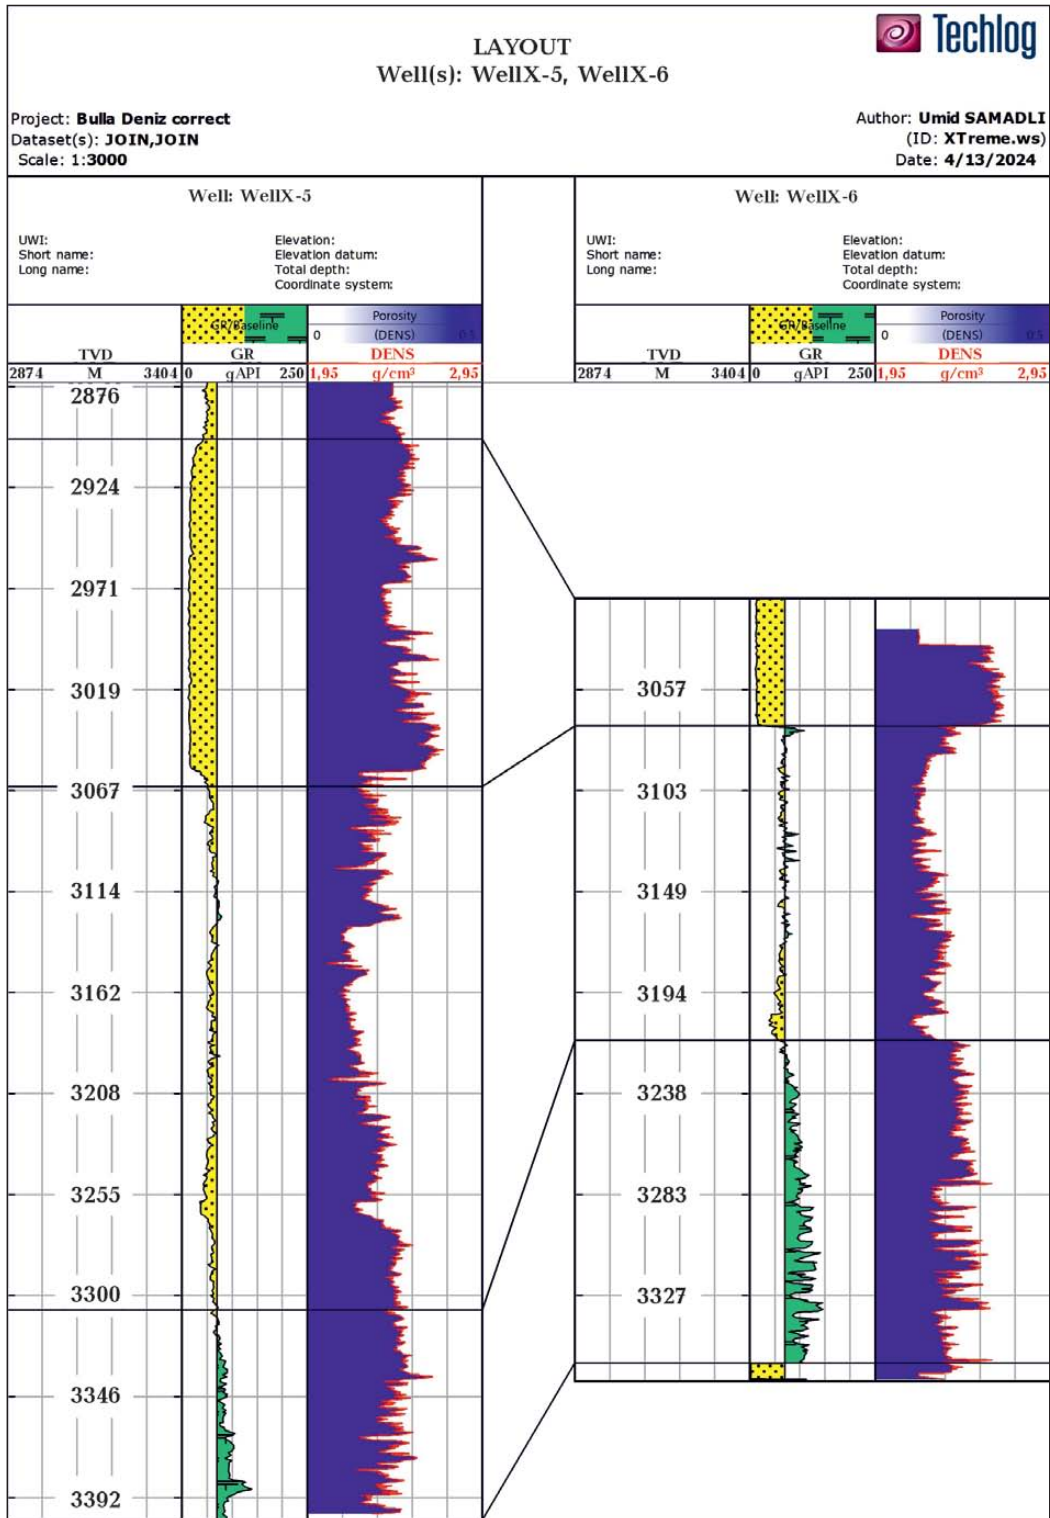 Techlog
LAYOUT
Well(s): WellX-5, WellX-6
Project: Bulla Deniz correct
Dataset(s): JOIN,JOIN
Scale: 1:3000
Author: Umid SAMADLI
(ID: XTreme.ws)
Date: 4/13/2024
Well: WellX-5
UWI:
Short name:
Long name:
Elevation:
Elevation datum:
Total depth:
Coordinate system:
GR/Baseline
Porosity
0 (DENS) 0.5
TVD GR DENS
2874 M 3404 0 gAPI 250 1,95 g/cm³ 2,95
2876
2924
2971
3019
3067
3114
3162
3208
3255
3300
3346
3392
Well: WellX-6
UWI:
Short name:
Long name:
Elevation:
Elevation datum:
Total depth:
Coordinate system:
GR/Baseline
Porosity
0 (DENS) 0.5
TVD GR DENS
2874 M 3404 0 gAPI 250 1,95 g/cm³ 2,95
3057
3103
3149
3194
3238
3283
3327